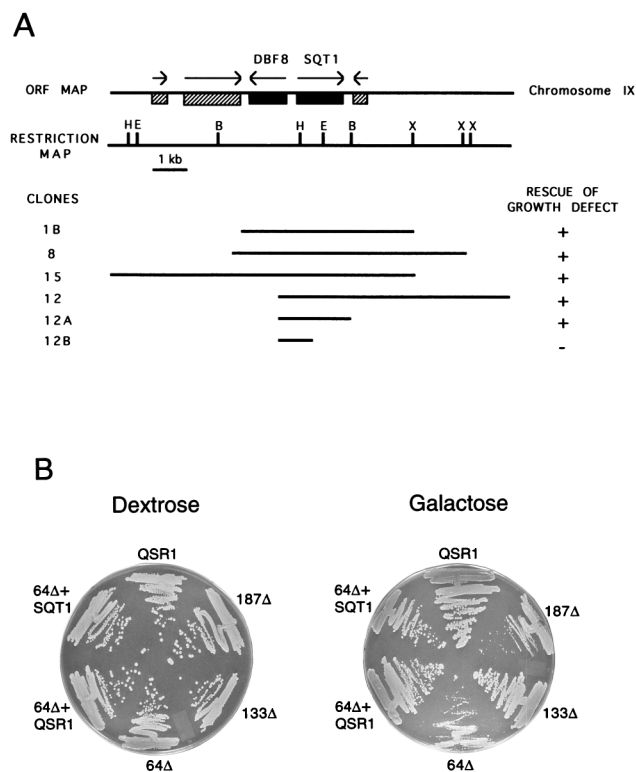 A
DBF8 SQT1
ORF MAP Chromosome IX
H E B H E B X X X
RESTRICTION MAP
1 kb
CLONES RESCUE OF GROWTH DEFECT
1B +
8 +
15 +
12 +
12A +
12B -
B
Dextrose Galactose
QSR1
64Δ+ SQT1
187Δ
64Δ+ QSR1
133Δ
64Δ
QSR1
64Δ+ SQT1
187Δ
64Δ+ QSR1
133Δ
64Δ